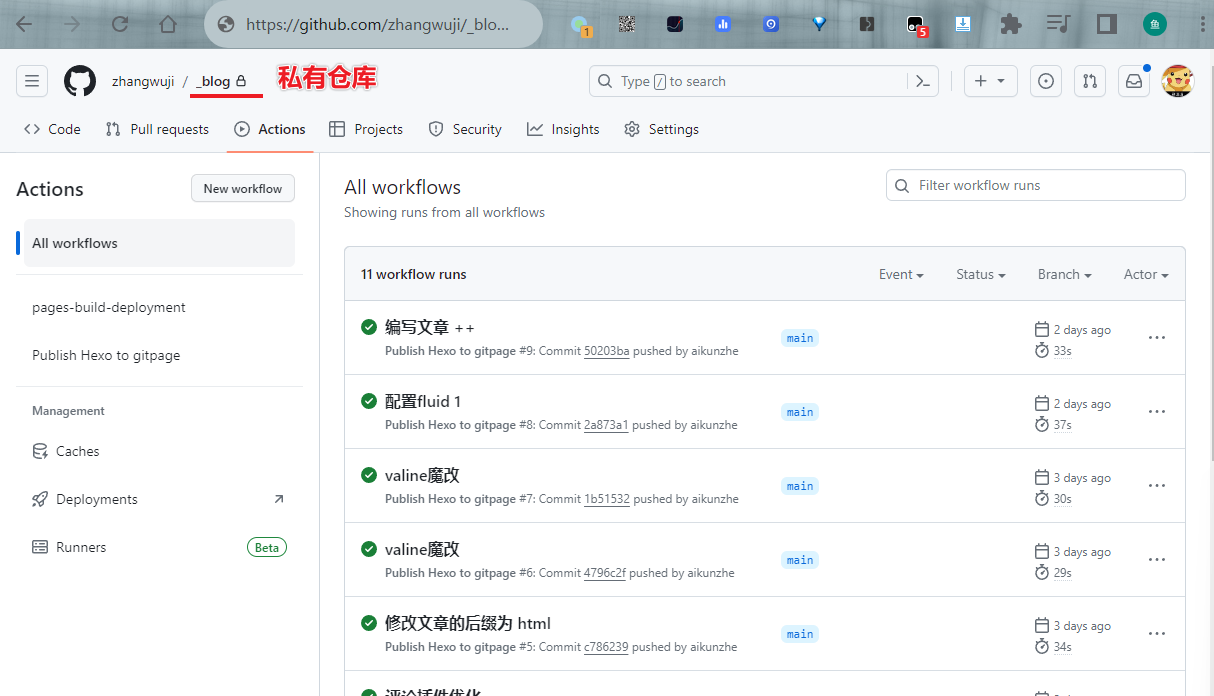 https://github.com/zhangwuji/_blo...
1
5
鱼
zhangwuji / _blog
私有仓库
Type / to search
Code
Pull requests
Actions
Projects
Security
Insights
Settings
Actions
New workflow
All workflows
pages-build-deployment
Publish Hexo to gitpage
Management
Caches
Deployments
Runners
Beta
All workflows
Showing runs from all workflows
Filter workflow runs
11 workflow runs
Event
Status
Branch
Actor
编写文章 ++
Publish Hexo to gitpage #9: Commit 50203ba pushed by aikunzhe
main
2 days ago
33s
配置fluid 1
Publish Hexo to gitpage #8: Commit 2a873a1 pushed by aikunzhe
main
2 days ago
37s
valine魔改
Publish Hexo to gitpage #7: Commit 1b51532 pushed by aikunzhe
main
3 days ago
30s
valine魔改
Publish Hexo to gitpage #6: Commit 4796c2f pushed by aikunzhe
main
3 days ago
29s
修改文章的后缀为 html
Publish Hexo to gitpage #5: Commit c786239 pushed by aikunzhe
main
3 days ago
34s
评论插件优化